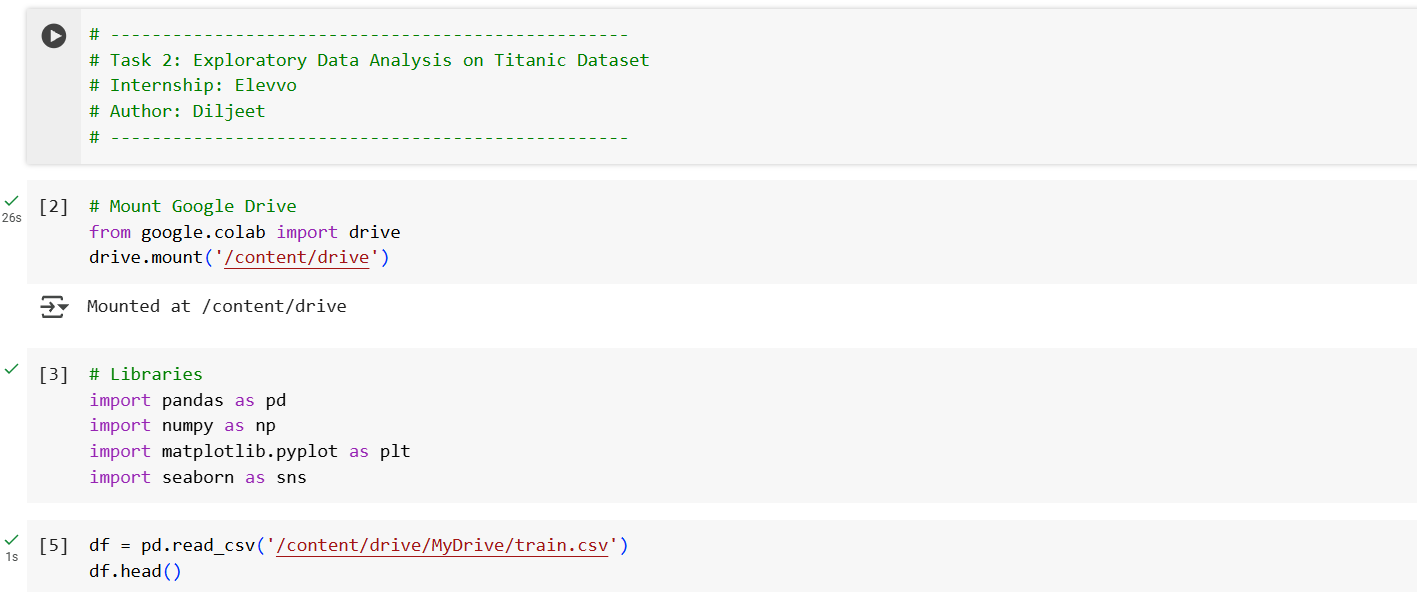 # --------------------------------------------------
# Task 2: Exploratory Data Analysis on Titanic Dataset
# Internship: Elevvo
# Author: Diljeet
# --------------------------------------------------
26s
[2]
# Mount Google Drive
from google.colab import drive
drive.mount('/content/drive')
Mounted at /content/drive
[3]
# Libraries
import pandas as pd
import numpy as np
import matplotlib.pyplot as plt
import seaborn as sns
1s
[5]
df = pd.read_csv('/content/drive/MyDrive/train.csv')
df.head()